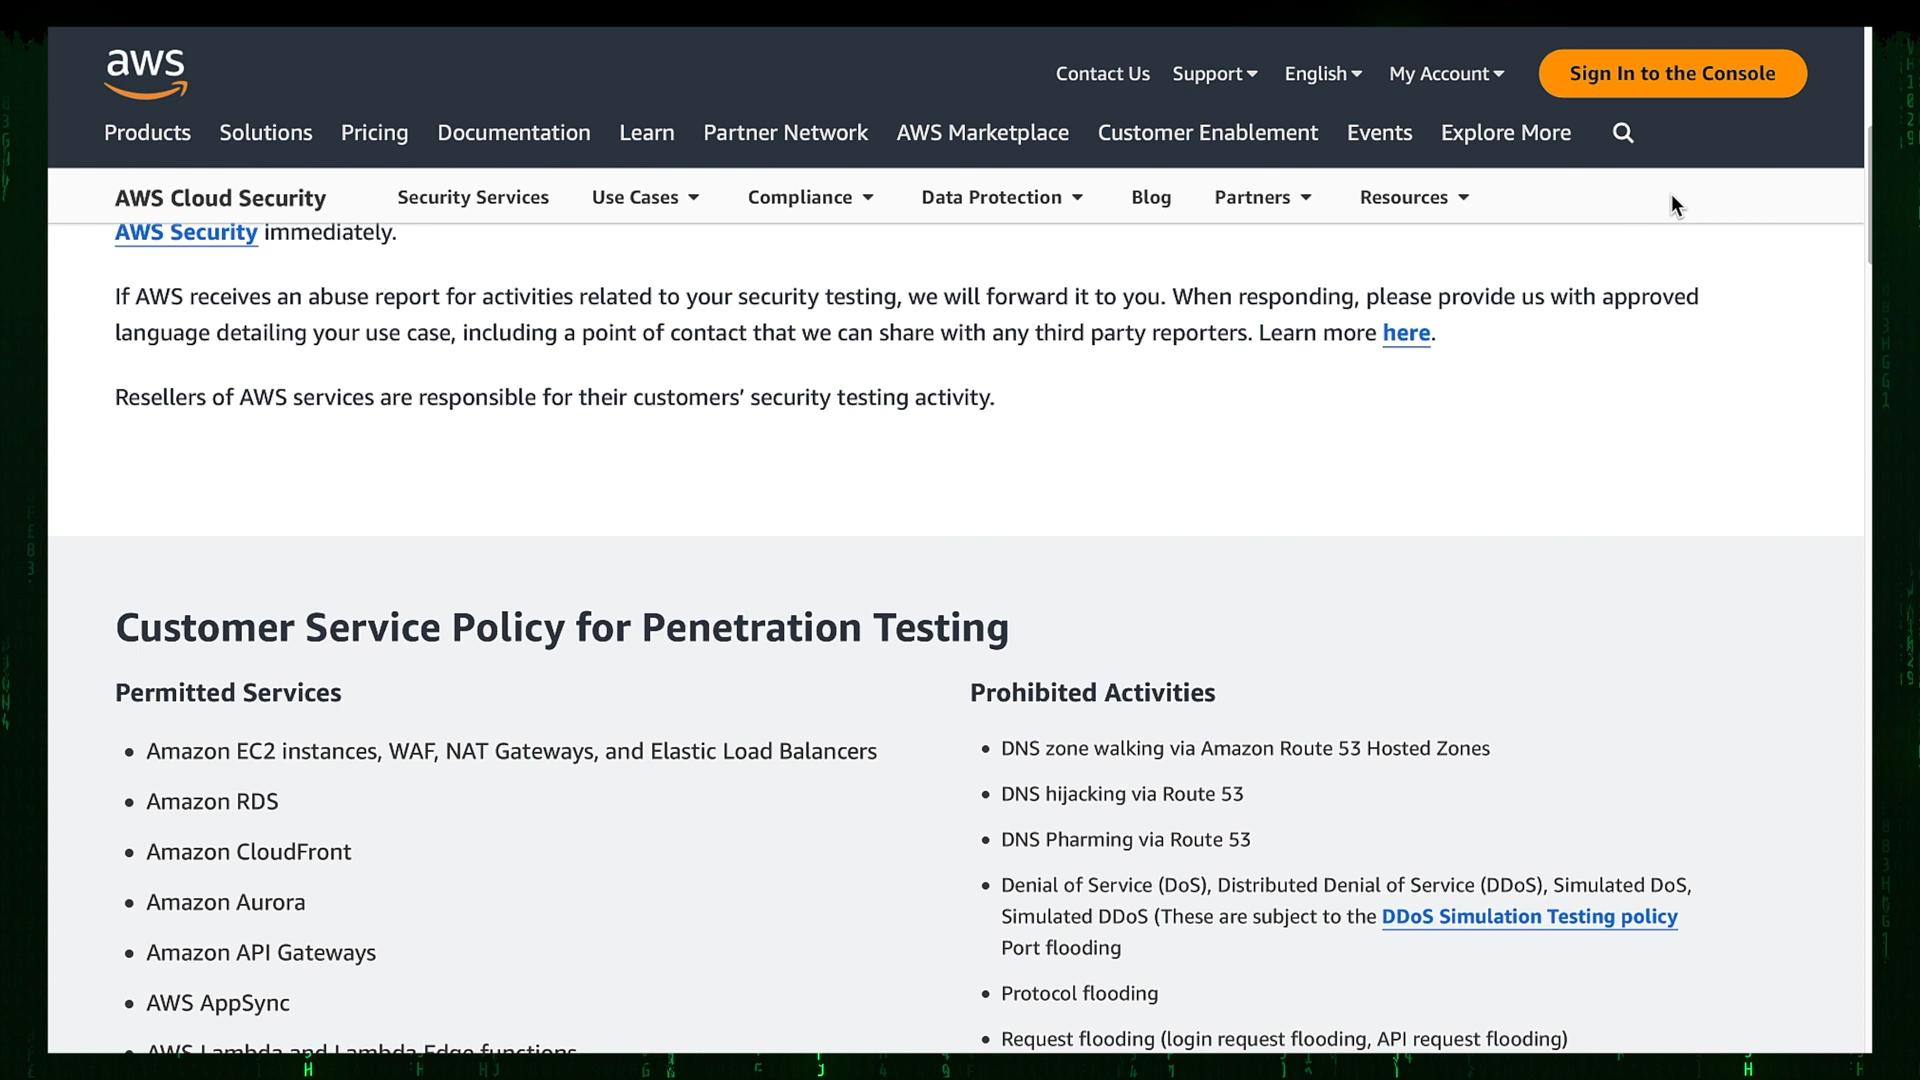 aws
Contact Us Support English My Account Sign In to the Console
Products Solutions Pricing Documentation Learn Partner Network AWS Marketplace Customer Enablement Events Explore More
AWS Cloud Security Security Services Use Cases Compliance Data Protection Blog Partners Resources
AWS Security immediately.
If AWS receives an abuse report for activities related to your security testing, we will forward it to you. When responding, please provide us with approved
language detailing your use case, including a point of contact that we can share with any third party reporters. Learn more here.
Resellers of AWS services are responsible for their customers’ security testing activity.
Customer Service Policy for Penetration Testing
Permitted Services
• Amazon EC2 instances, WAF, NAT Gateways, and Elastic Load Balancers
• Amazon RDS
• Amazon CloudFront
• Amazon Aurora
• Amazon API Gateways
• AWS AppSync
• AWS Lambda and Lambda Edge functions
Prohibited Activities
• DNS zone walking via Amazon Route 53 Hosted Zones
• DNS hijacking via Route 53
• DNS Pharming via Route 53
• Denial of Service (DoS), Distributed Denial of Service (DDoS), Simulated DoS,
Simulated DDoS (These are subject to the DDoS Simulation Testing policy
Port flooding
• Protocol flooding
• Request flooding (login request flooding, API request flooding)